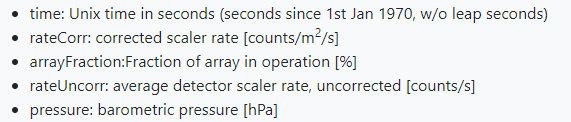 • time: Unix time in seconds (seconds since 1st Jan 1970, w/o leap seconds)
• rateCorr: corrected scaler rate [counts/m²/s]
• arrayFraction:Fraction of array in operation [%]
• rateUncorr: average detector scaler rate, uncorrected [counts/s]
• pressure: barometric pressure [hPa]